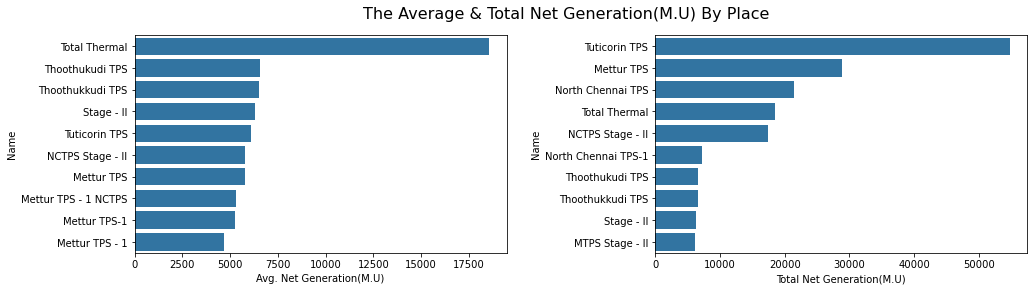 The Average & Total Net Generation(M.U) By Place
Name
Total Thermal
Thoothukudi TPS
Thoothukkudi TPS
Stage - II
Tuticorin TPS
NCTPS Stage - II
Mettur TPS
Mettur TPS - 1 NCTPS
Mettur TPS-1
Mettur TPS - 1
0 2500 5000 7500 10000 12500 15000 17500
Avg. Net Generation(M.U)
Name
Tuticorin TPS
Mettur TPS
North Chennai TPS
Total Thermal
NCTPS Stage - II
North Chennai TPS-1
Thoothukudi TPS
Thoothukkudi TPS
Stage - II
MTPS Stage - II
0 10000 20000 30000 40000 50000
Total Net Generation(M.U)